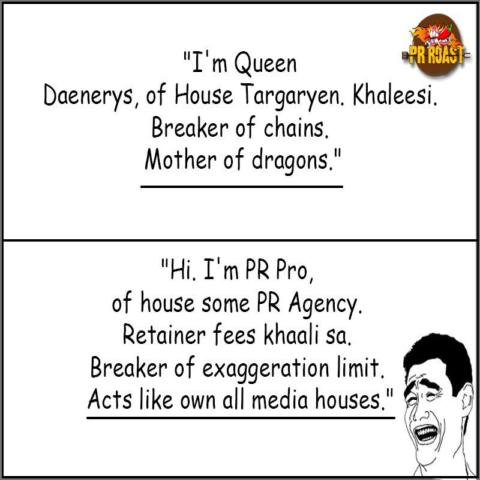 PR ROAST
"I'm Queen
Daenerys, of House Targaryen. Khaleesi.
Breaker of chains.
Mother of dragons."
"Hi. I'm PR Pro,
of house some PR Agency.
Retainer fees khaali sa.
Breaker of exaggeration limit.
Acts like own all media houses."